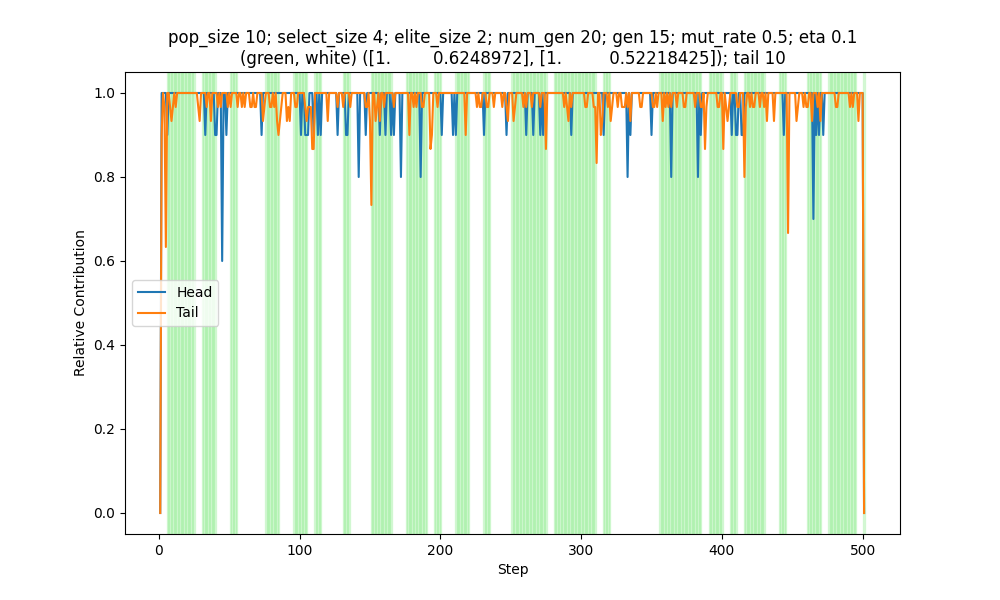 pop_size 10; select_size 4; elite_size 2; num_gen 20; gen 15; mut_rate 0.5; eta 0.1
(green, white) ([1. 0.6248972], [1. 0.52218425]); tail 10
1.0
0.8
0.6
0.4
0.2
0.0
Relative Contribution
Head
Tail
0 100 200 300 400 500
Step